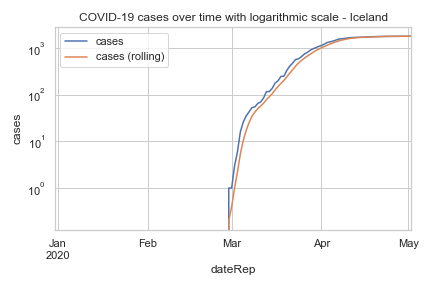 COVID-19 cases over time with logarithmic scale - Iceland
cases
cases (rolling)
10³
10²
10¹
10⁰
cases
Jan
2020
Feb
Mar
Apr
May
dateRep